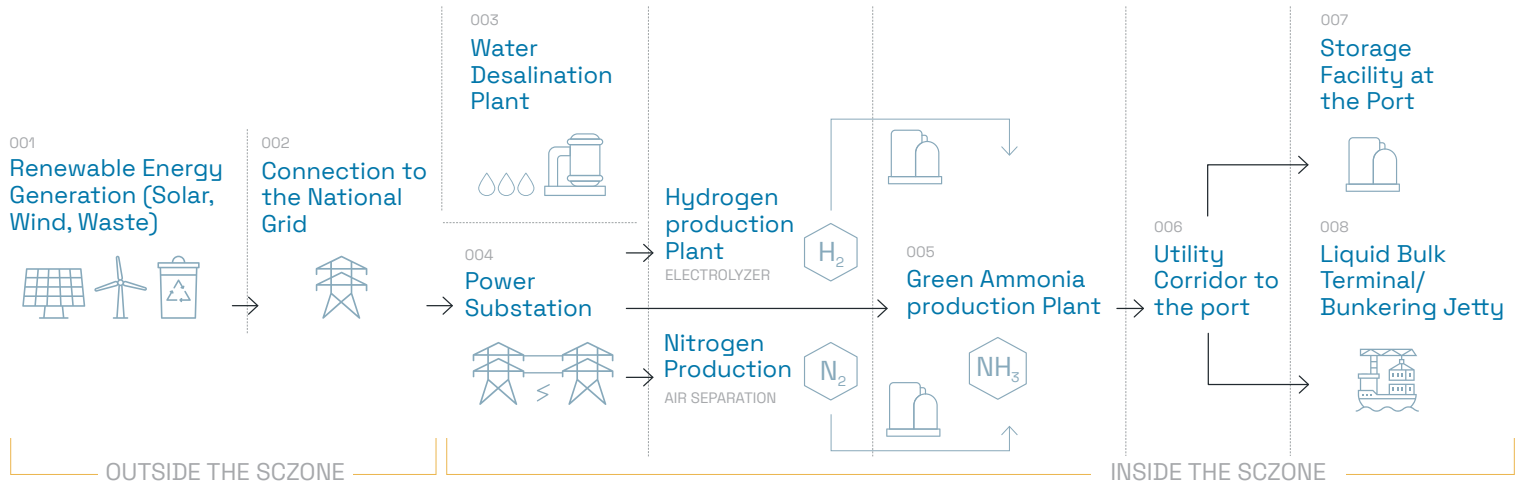 001
Renewable Energy
Generation (Solar,
Wind, Waste)
002
Connection to
the National
Grid
003
Water
Desalination
Plant
004
Power
Substation
Hydrogen
production
Plant
ELECTROLYZER
H2
Nitrogen
Production
AIR SEPARATION
N2
005
Green Ammonia
production Plant
NH3
006
Utility
Corridor to
the port
007
Storage
Facility at
the Port
008
Liquid Bulk
Terminal/
Bunkering Jetty
OUTSIDE THE SCZONE
INSIDE THE SCZONE